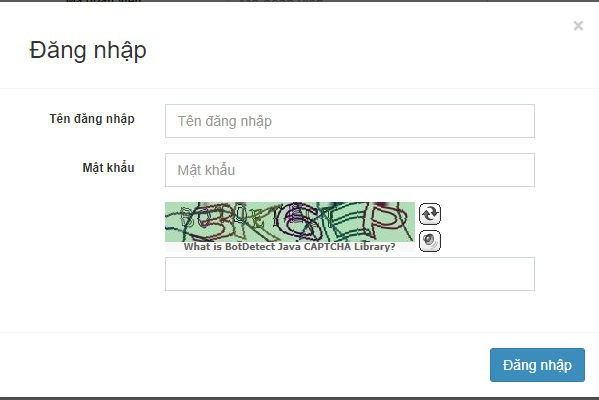 ×
Đăng nhập
Tên đăng nhập
Tên đăng nhập
Mật khẩu
Mật khẩu
What is BotDetect Java CAPTCHA Library?
Đăng nhập